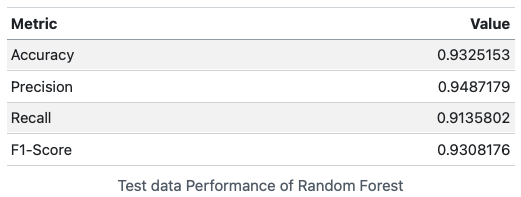 Metric Value
Accuracy 0.9325153
Precision 0.9487179
Recall 0.9135802
F1-Score 0.9308176
Test data Performance of Random Forest